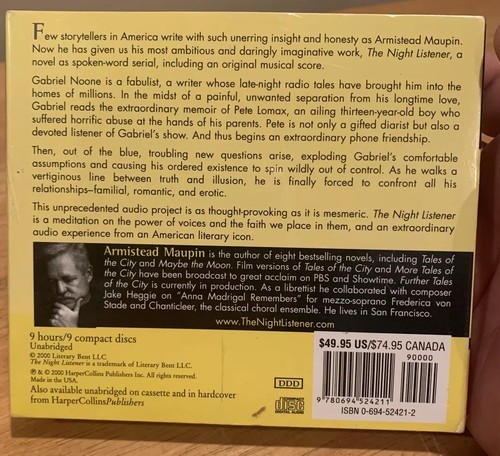 Few storytellers in America write with such unerring insight and honesty as Armistead Maupin.
Now he has given us his most ambitious and daringly imaginative work, The Night Listener, a
novel as spoken-word serial, including an original musical score.
Gabriel Noone is a fabulist, a writer whose late-night radio tales have brought him into the
homes of millions. In the midst of a painful, unwanted separation from his longtime love,
Gabriel reads the extraordinary memoir of Pete Lomax, an ailing thirteen-year-old boy who
suffered horrific abuse at the hands of his parents. Pete is not only a gifted diarist but also a
devoted listener of Gabriel's show. And thus begins an extraordinary phone friendship.
Then, out of the blue, troubling new questions arise, exploding Gabriel's comfortable
assumptions and causing his ordered existence to spin wildly out of control. As he walks a
vertiginous line between truth and illusion, he is finally forced to confront all his
relationships–familial, romantic, and erotic.
This unprecedented audio project is as thought-provoking as it is mesmeric. The Night Listener
is a meditation on the power of voices and the faith we place in them, and an extraordinary
audio experience from an American literary icon.
Armistead Maupin is the author of eight bestselling novels, including Tales of
the City and Maybe the Moon. Film versions of Tales of the City and More Tales of
the City have been broadcast to great acclaim on PBS and Showtime. Further Tales
of the City is currently in production. As a librettist he collaborated with composer
Jake Heggie on "Anna Madrigal Remembers" for mezzo-soprano Frederica von
Stade and Chanticleer, the classical choral ensemble. He lives in San Francisco.
www.TheNightListener.com
9 hours/9 compact discs
Unabridged
© 2000 Literary Bent LLC.
The Night Listener is a trademark of Literary Bent LLC.
℗ & © 2000 HarperCollins Publishers Inc. All rights reserved.
Made in the USA.
Also available unabridged on cassette and in hardcover
from HarperCollinsPublishers
DDD
COMPACT
disc
DIGITAL AUDIO
$49.95 US/$74.95 CANADA
90000
9 780694 524211
ISBN 0-694-52421-2